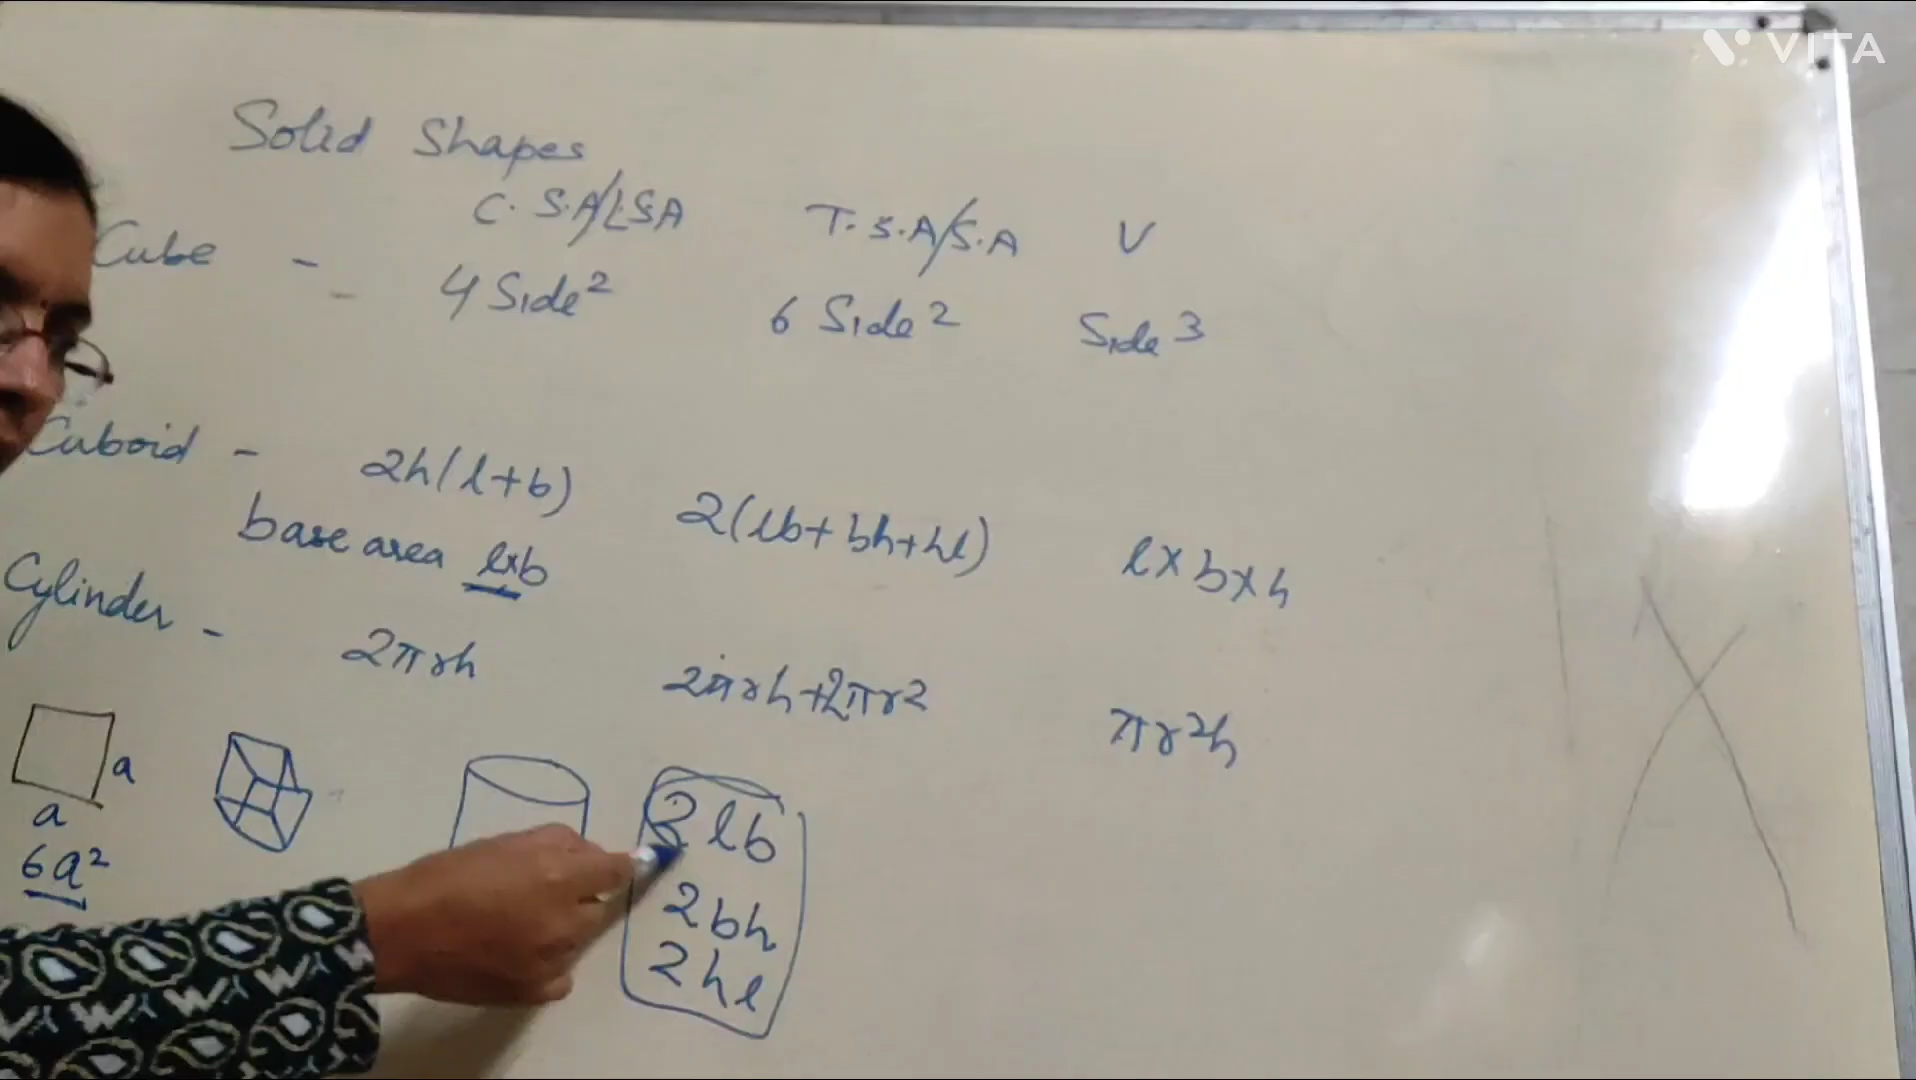 VITA
Solid Shapes
C. S.A/LSA T. S.A/S.A V
Cube - - 4 Side² 6 Side² Side³
Cuboid - 2h(l+b) 2(lb+bh+hl) l×b×h
base area l×b
Cylinder - 2πrh 2πrh+2πr² πr²h
a
a
6a²
2lb
2bh
2hl